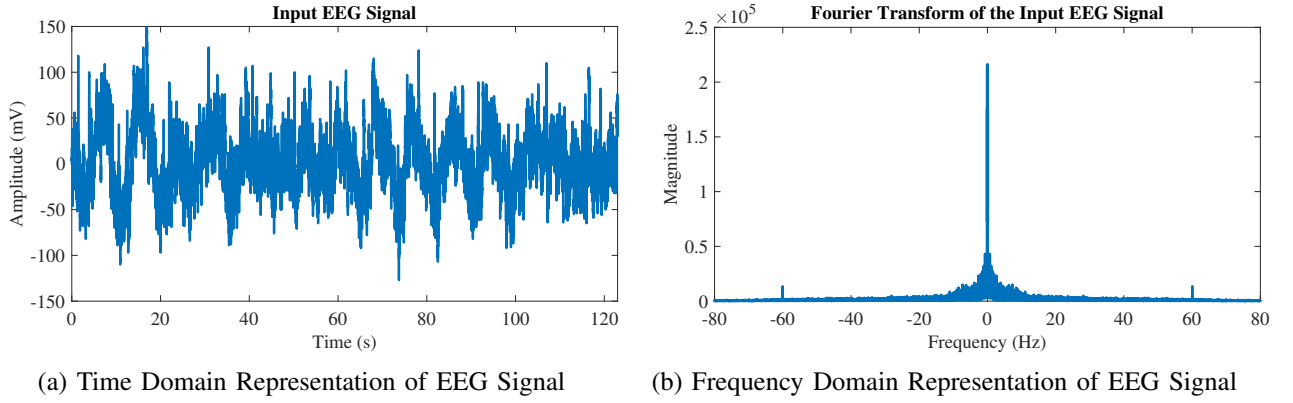 Input EEG Signal
150
100
50
0
-50
-100
-150
Amplitude (mV)
0 20 40 60 80 100 120
Time (s)
(a) Time Domain Representation of EEG Signal
Fourier Transform of the Input EEG Signal
×10⁵
2.5
2
1.5
1
0.5
0
Magnitude
-80 -60 -40 -20 0 20 40 60 80
Frequency (Hz)
(b) Frequency Domain Representation of EEG Signal